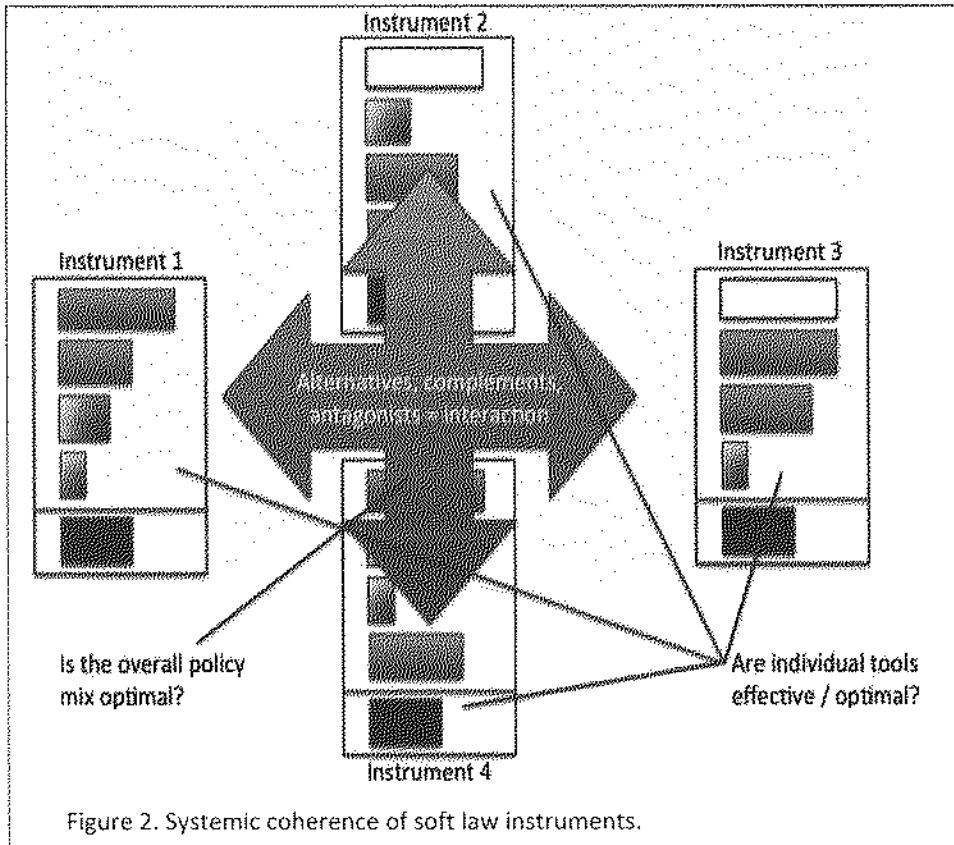 Instrument 2
Instrument 1
Instrument 3
Alternatives, complements,
antagonists – interaction
Is the overall policy
mix optimal?
Are individual tools
effective / optimal?
Instrument 4
Figure 2. Systemic coherence of soft law instruments.